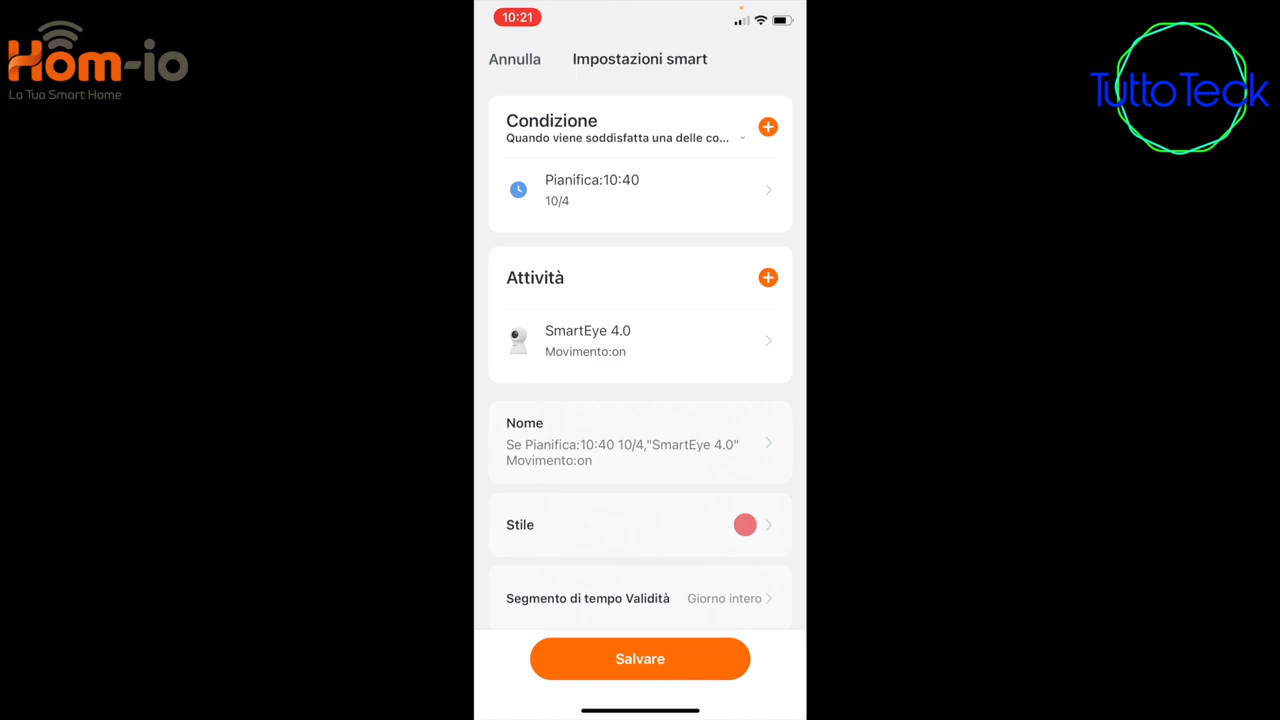 Hom-io
La Tua Smart Home
10:21
Annulla
Impostazioni smart
Condizione
Quando viene soddisfatta una delle co...
Pianifica:10:40
10/4
Attività
SmartEye 4.0
Movimento:on
Nome
Se Pianifica:10:40 10/4,"SmartEye 4.0"
Movimento:on
Stile
Segmento di tempo Validità
Giorno intero
Salvare
TuttoTeck